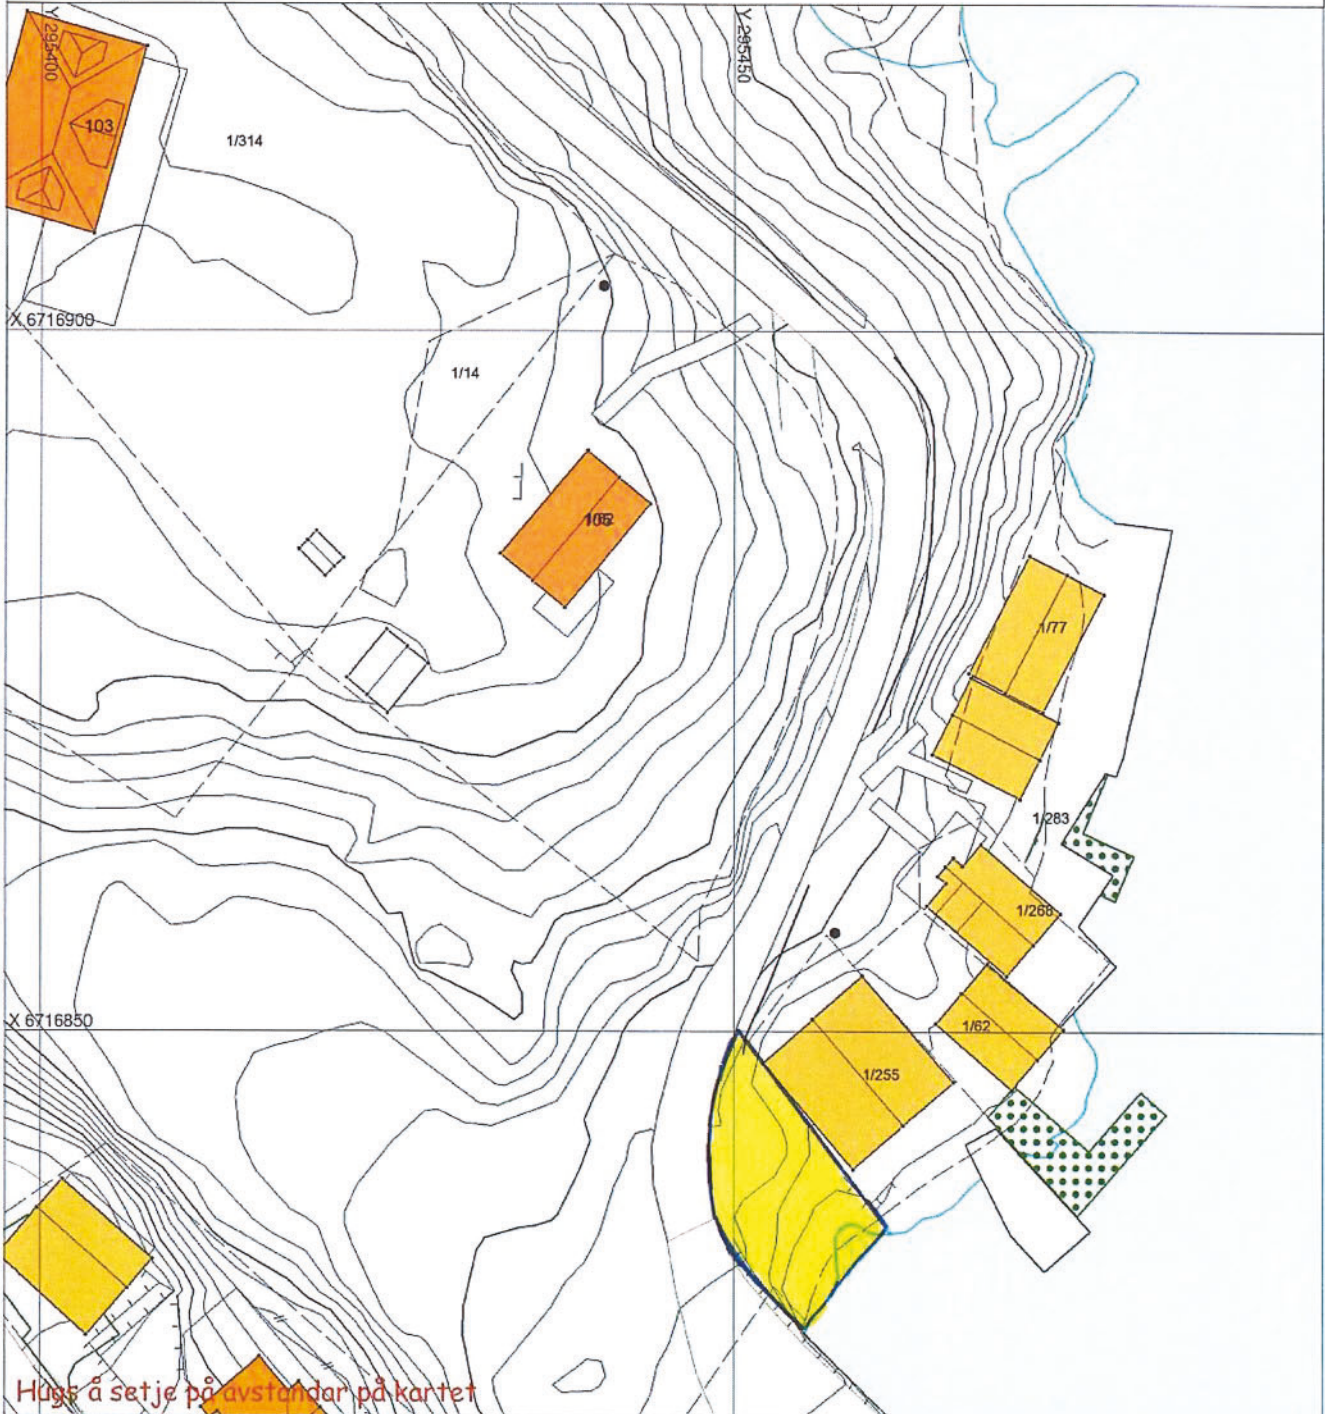 Y 295400
Y 295450
103
1/314
X 6716900
1/14
1/77
1/283
1/268
X 6716850
1/62
1/255
Hugs å setje på avstandar på kartet